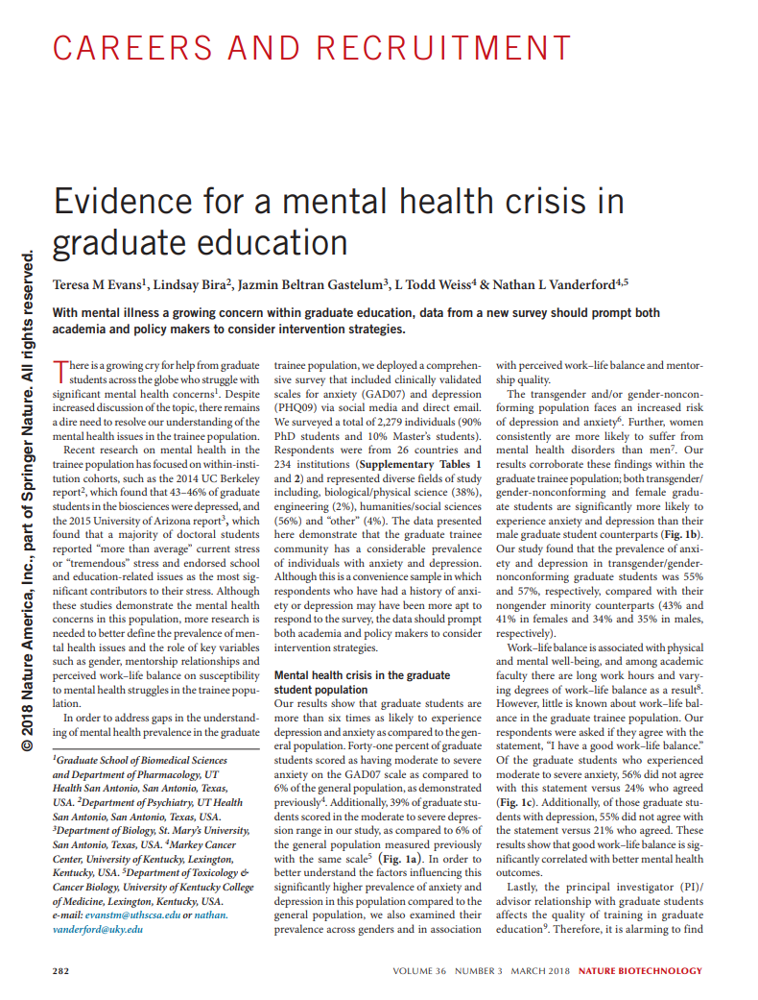 CAREERS AND RECRUITMENT
Evidence for a mental health crisis in
graduate education
Teresa M Evans1, Lindsay Bira2, Jazmin Beltran Gastelum3, L Todd Weiss4 & Nathan L Vanderford4,5
With mental illness a growing concern within graduate education, data from a new survey should prompt both
academia and policy makers to consider intervention strategies.
There is a growing cry for help from graduate
students across the globe who struggle with
significant mental health concerns1. Despite
increased discussion of the topic, there remains
a dire need to resolve our understanding of the
mental health issues in the trainee population.
Recent research on mental health in the
trainee population has focused on within-insti-
tution cohorts, such as the 2014 UC Berkeley
report2, which found that 43–46% of graduate
students in the biosciences were depressed, and
the 2015 University of Arizona report3, which
found that a majority of doctoral students
reported “more than average” current stress
or “tremendous” stress and endorsed school
and education-related issues as the most sig-
nificant contributors to their stress. Although
these studies demonstrate the mental health
concerns in this population, more research is
needed to better define the prevalence of men-
tal health issues and the role of key variables
such as gender, mentorship relationships and
perceived work–life balance on susceptibility
to mental health struggles in the trainee popu-
lation.
In order to address gaps in the understand-
ing of mental health prevalence in the graduate
1Graduate School of Biomedical Sciences
and Department of Pharmacology, UT
Health San Antonio, San Antonio, Texas,
USA. 2Department of Psychiatry, UT Health
San Antonio, San Antonio, Texas, USA.
3Department of Biology, St. Mary’s University,
San Antonio, Texas, USA. 4Markey Cancer
Center, University of Kentucky, Lexington,
Kentucky, USA. 5Department of Toxicology &
Cancer Biology, University of Kentucky College
of Medicine, Lexington, Kentucky, USA.
e-mail: evanstm@uthscsa.edu or nathan.
vanderford@uky.edu
trainee population, we deployed a comprehen-
sive survey that included clinically validated
scales for anxiety (GAD07) and depression
(PHQ09) via social media and direct email.
We surveyed a total of 2,279 individuals (90%
PhD students and 10% Master’s students).
Respondents were from 26 countries and
234 institutions (Supplementary Tables 1
and 2) and represented diverse fields of study
including, biological/physical science (38%),
engineering (2%), humanities/social sciences
(56%) and “other” (4%). The data presented
here demonstrate that the graduate trainee
community has a considerable prevalence
of individuals with anxiety and depression.
Although this is a convenience sample in which
respondents who have had a history of anxi-
ety or depression may have been more apt to
respond to the survey, the data should prompt
both academia and policy makers to consider
intervention strategies.
Mental health crisis in the graduate
student population
Our results show that graduate students are
more than six times as likely to experience
depression and anxiety as compared to the gen-
eral population. Forty-one percent of graduate
students scored as having moderate to severe
anxiety on the GAD07 scale as compared to
6% of the general population, as demonstrated
previously4. Additionally, 39% of graduate stu-
dents scored in the moderate to severe depres-
sion range in our study, as compared to 6% of
the general population measured previously
with the same scale5 (Fig. 1a). In order to
better understand the factors influencing this
significantly higher prevalence of anxiety and
depression in this population compared to the
general population, we also examined their
prevalence across genders and in association
with perceived work–life balance and mentor-
ship quality.
The transgender and/or gender-noncon-
forming population faces an increased risk
of depression and anxiety6. Further, women
consistently are more likely to suffer from
mental health disorders than men7. Our
results corroborate these findings within the
graduate trainee population; both transgender/
gender-nonconforming and female gradu-
ate students are significantly more likely to
experience anxiety and depression than their
male graduate student counterparts (Fig. 1b).
Our study found that the prevalence of anxi-
ety and depression in transgender/gender-
nonconforming graduate students was 55%
and 57%, respectively, compared with their
nongender minority counterparts (43% and
41% in females and 34% and 35% in males,
respectively).
Work–life balance is associated with physical
and mental well-being, and among academic
faculty there are long work hours and vary-
ing degrees of work–life balance as a result8.
However, little is known about work–life bal-
ance in the graduate trainee population. Our
respondents were asked if they agree with the
statement, “I have a good work–life balance.”
Of the graduate students who experienced
moderate to severe anxiety, 56% did not agree
with this statement versus 24% who agreed
(Fig. 1c). Additionally, of those graduate stu-
dents with depression, 55% did not agree with
the statement versus 21% who agreed. These
results show that good work–life balance is sig-
nificantly correlated with better mental health
outcomes.
Lastly, the principal investigator (PI)/
advisor relationship with graduate students
affects the quality of training in graduate
education9. Therefore, it is alarming to find
© 2018 Nature America, Inc., part of Springer Nature. All rights reserved.
282
VOLUME 36 NUMBER 3 MARCH 2018 NATURE BIOTECHNOLOGY